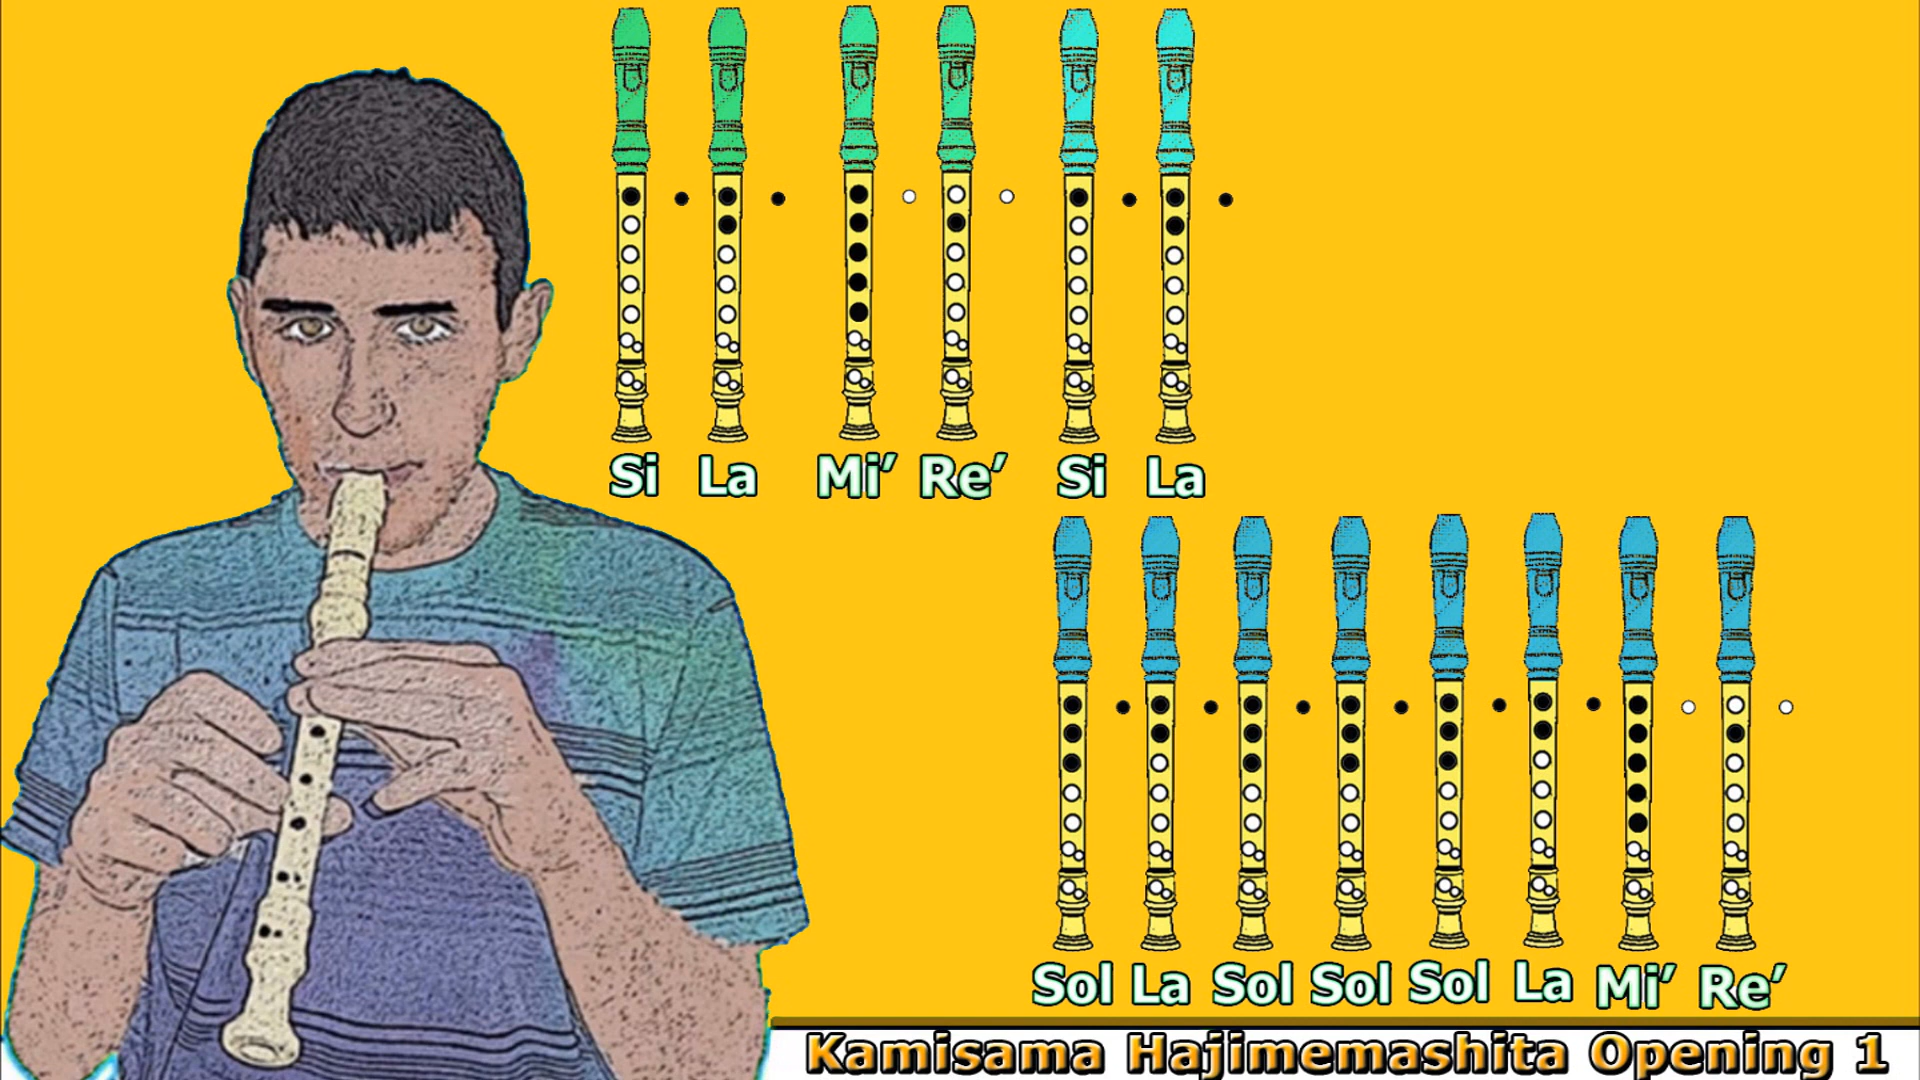 Si La Mi’ Re’ Si La
Sol La Sol Sol Sol La Mi’ Re’
Kamisama Hajimemashita Opening 1